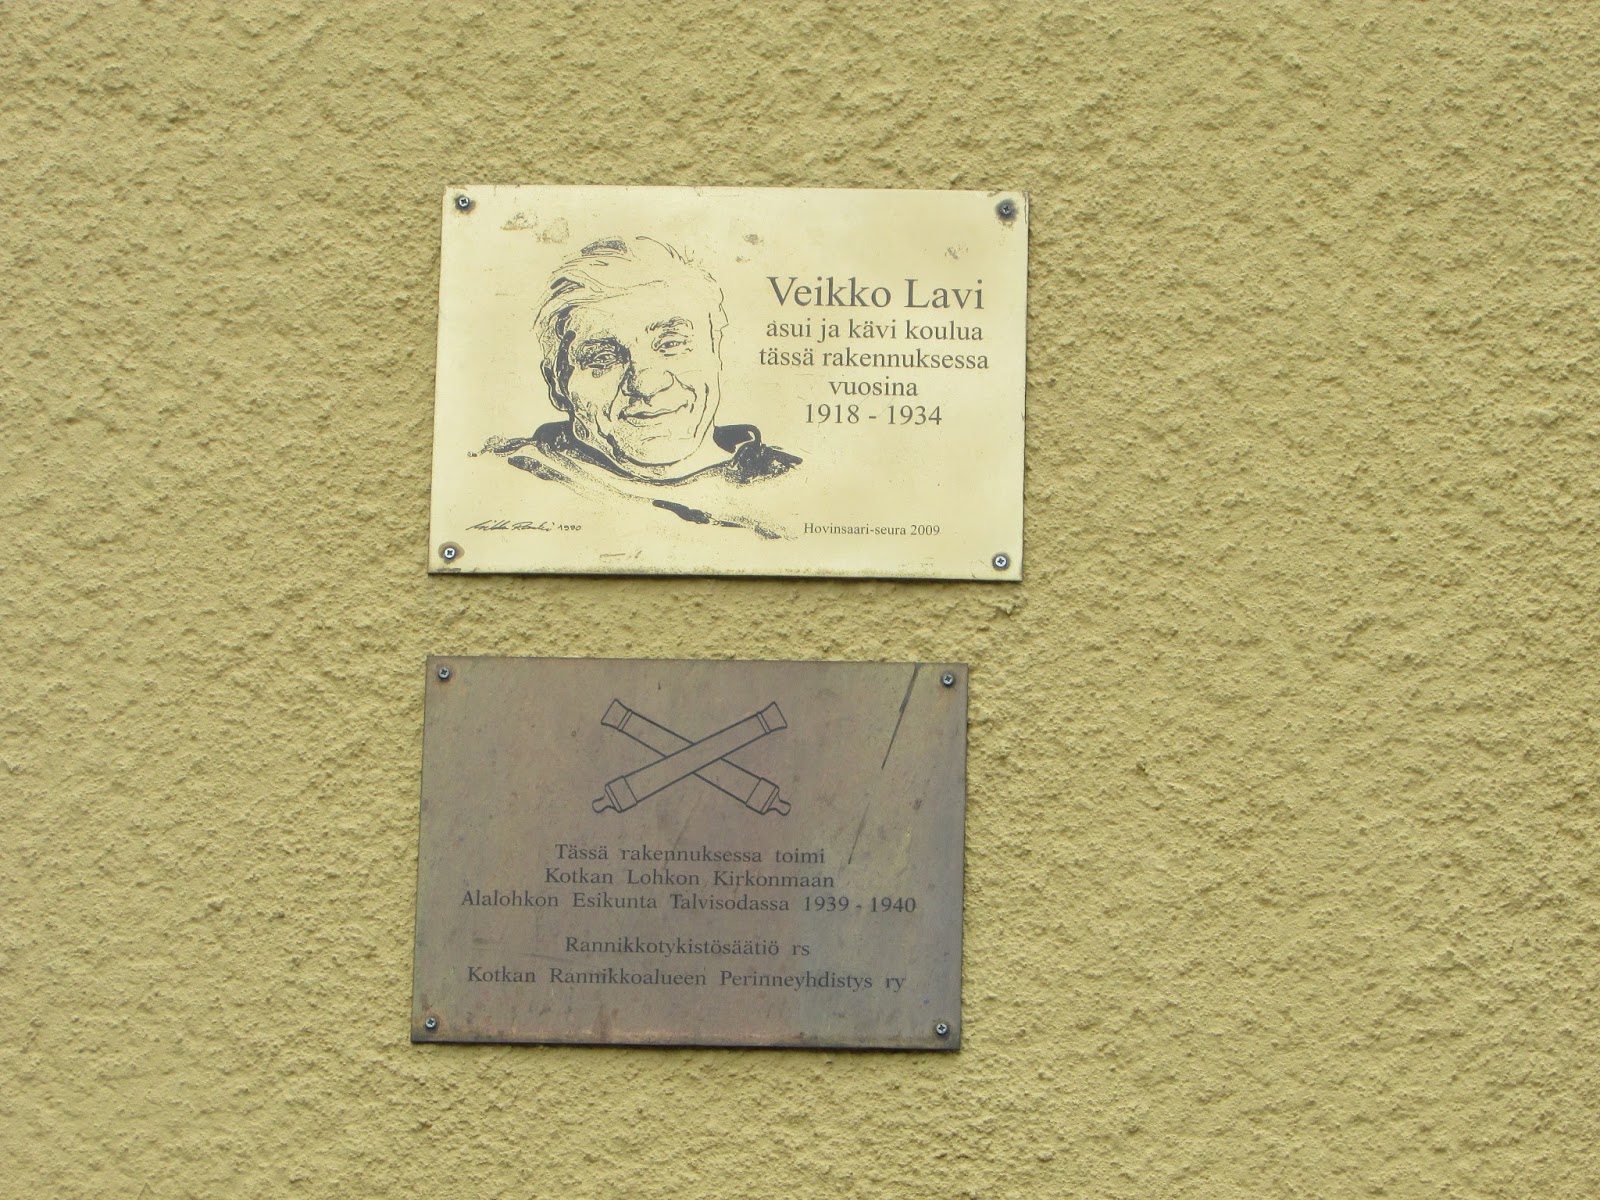 Veikko Lavi
asui ja kävi koulua
tässä rakennuksessa
vuosina
1918 - 1934
1980
Hovinsaari-seura 2009
Tässä rakennuksessa toimi
Kotkan Lohkon Kirkonmaan
Alalohkon Esikunta Talvisodassa 1939 - 1940
Rannikkotykistösäätiö rs
Kotkan Rannikkoalueen Perinneyhdistys ry